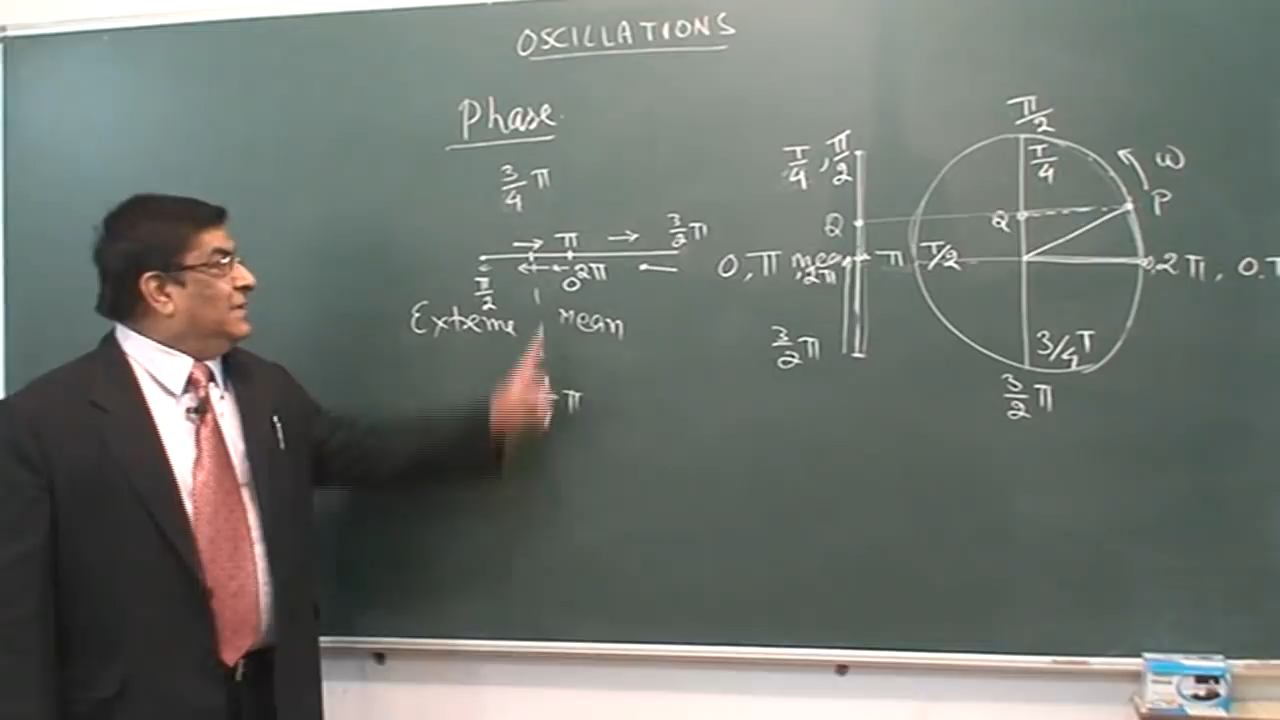 OSCILLATIONS
Phase.
3/4 π
π 3/2 π
π/2 0 2π
Extreme Mean
π
T/4 , π/2
Q
0, π mean π
, 2π
3/2 π
π/2
T/4 ω
Q P
T/2 0, 2π, 0.T
3/4 T
3/2 π